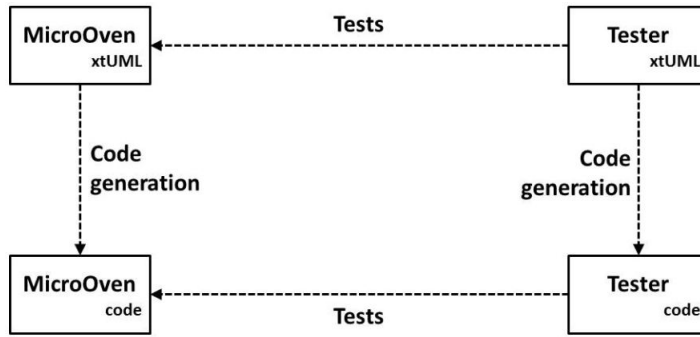 MicroOven
xtUML
Tests
Tester
xtUML
Code
generation
Code
generation
MicroOven
code
Tests
Tester
code